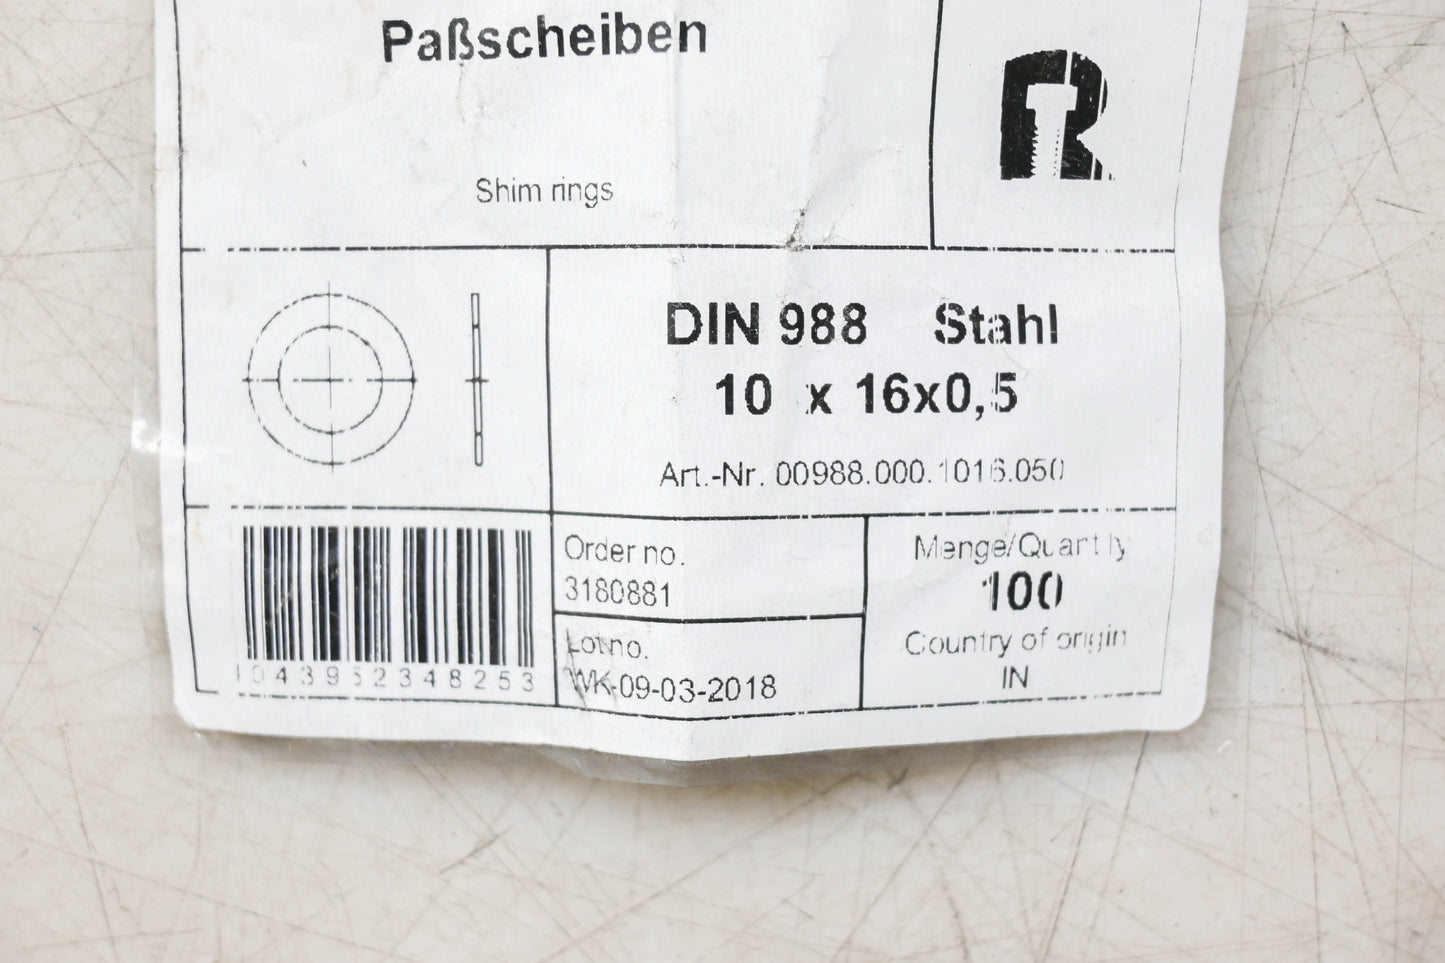 Paßscheiben
Shim rings
DIN 988 Stahl
10 x 16x0,5
Art.-Nr. 00988.000.1016.050
Order no.
3180881
Menge/Quantity
100
Lot no.
WK-09-03-2018
Country of origin
IN